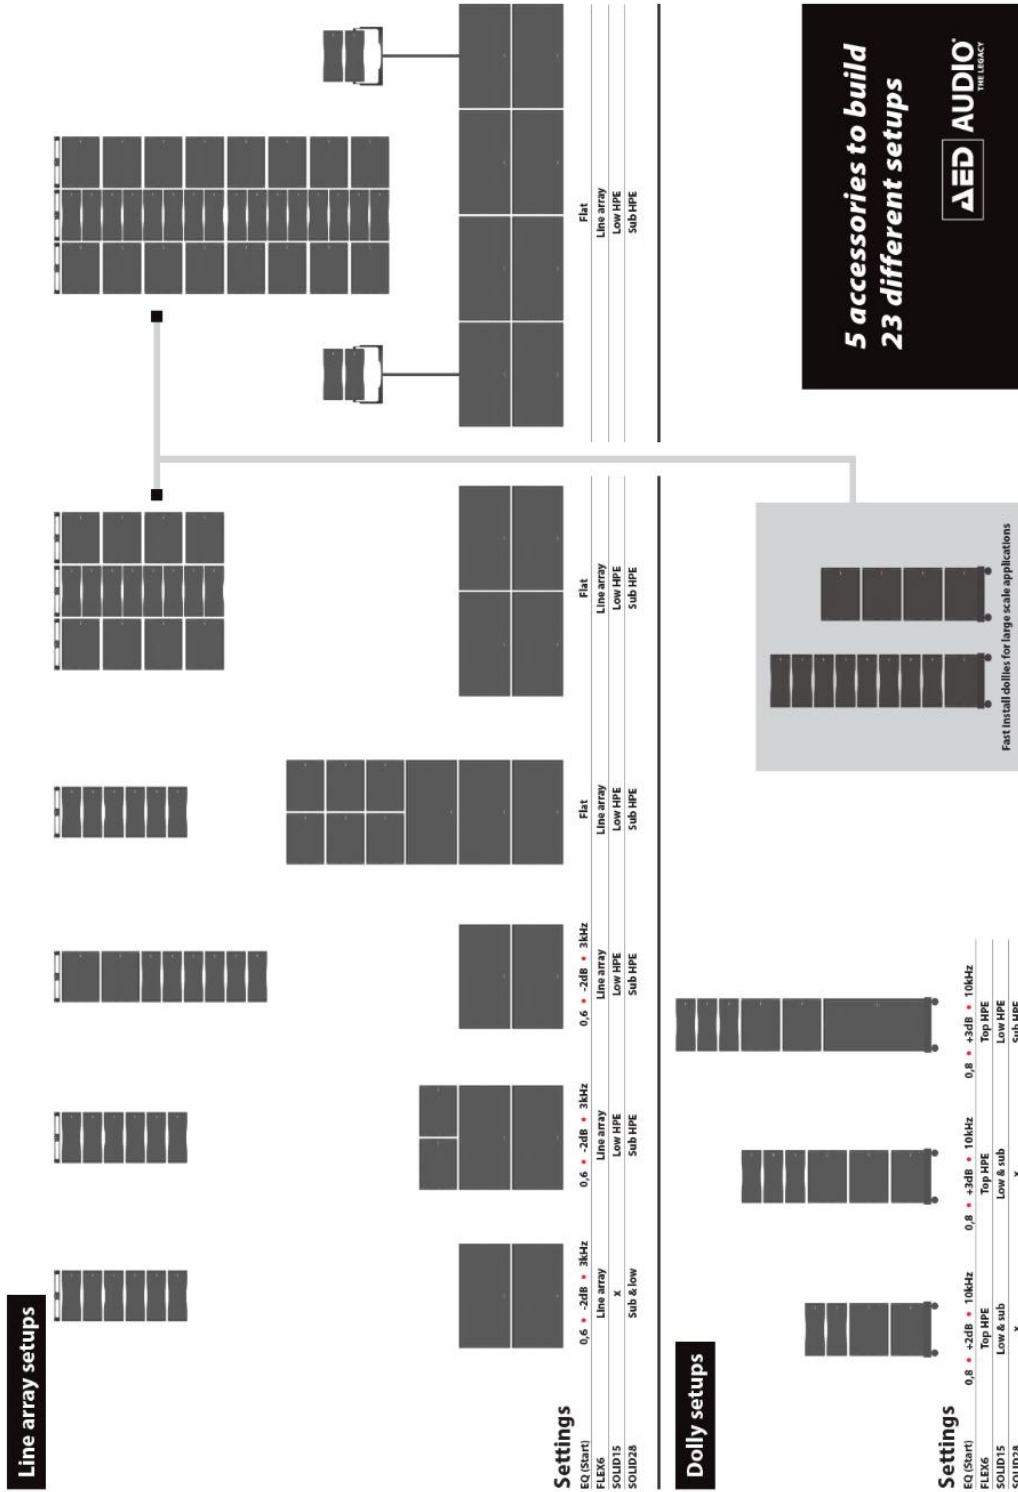 Line array setups
Settings
EQ (Start) 0,6 • -2dB • 3kHz 0,6 • -2dB • 3kHz 0,6 • -2dB • 3kHz Flat Flat Flat
FLEX6 Line array Line array Line array Line array Line array Line array
SOLID15 X Low HPE Low HPE Low HPE Low HPE Low HPE
SOLID28 Sub & low Sub HPE Sub HPE Sub HPE Sub HPE Sub HPE
Dolly setups
Settings
EQ (Start) 0,8 • +2dB • 10kHz 0,8 • +3dB • 10kHz 0,8 • +3dB • 10kHz
FLEX6 Top HPE Top HPE Top HPE
SOLID15 Low & sub Low & sub Low HPE
SOLID28 X X Sub HPE
Fast install dollies for large scale applications
5 accessories to build
23 different setups
AED AUDIO
THE LEGACY